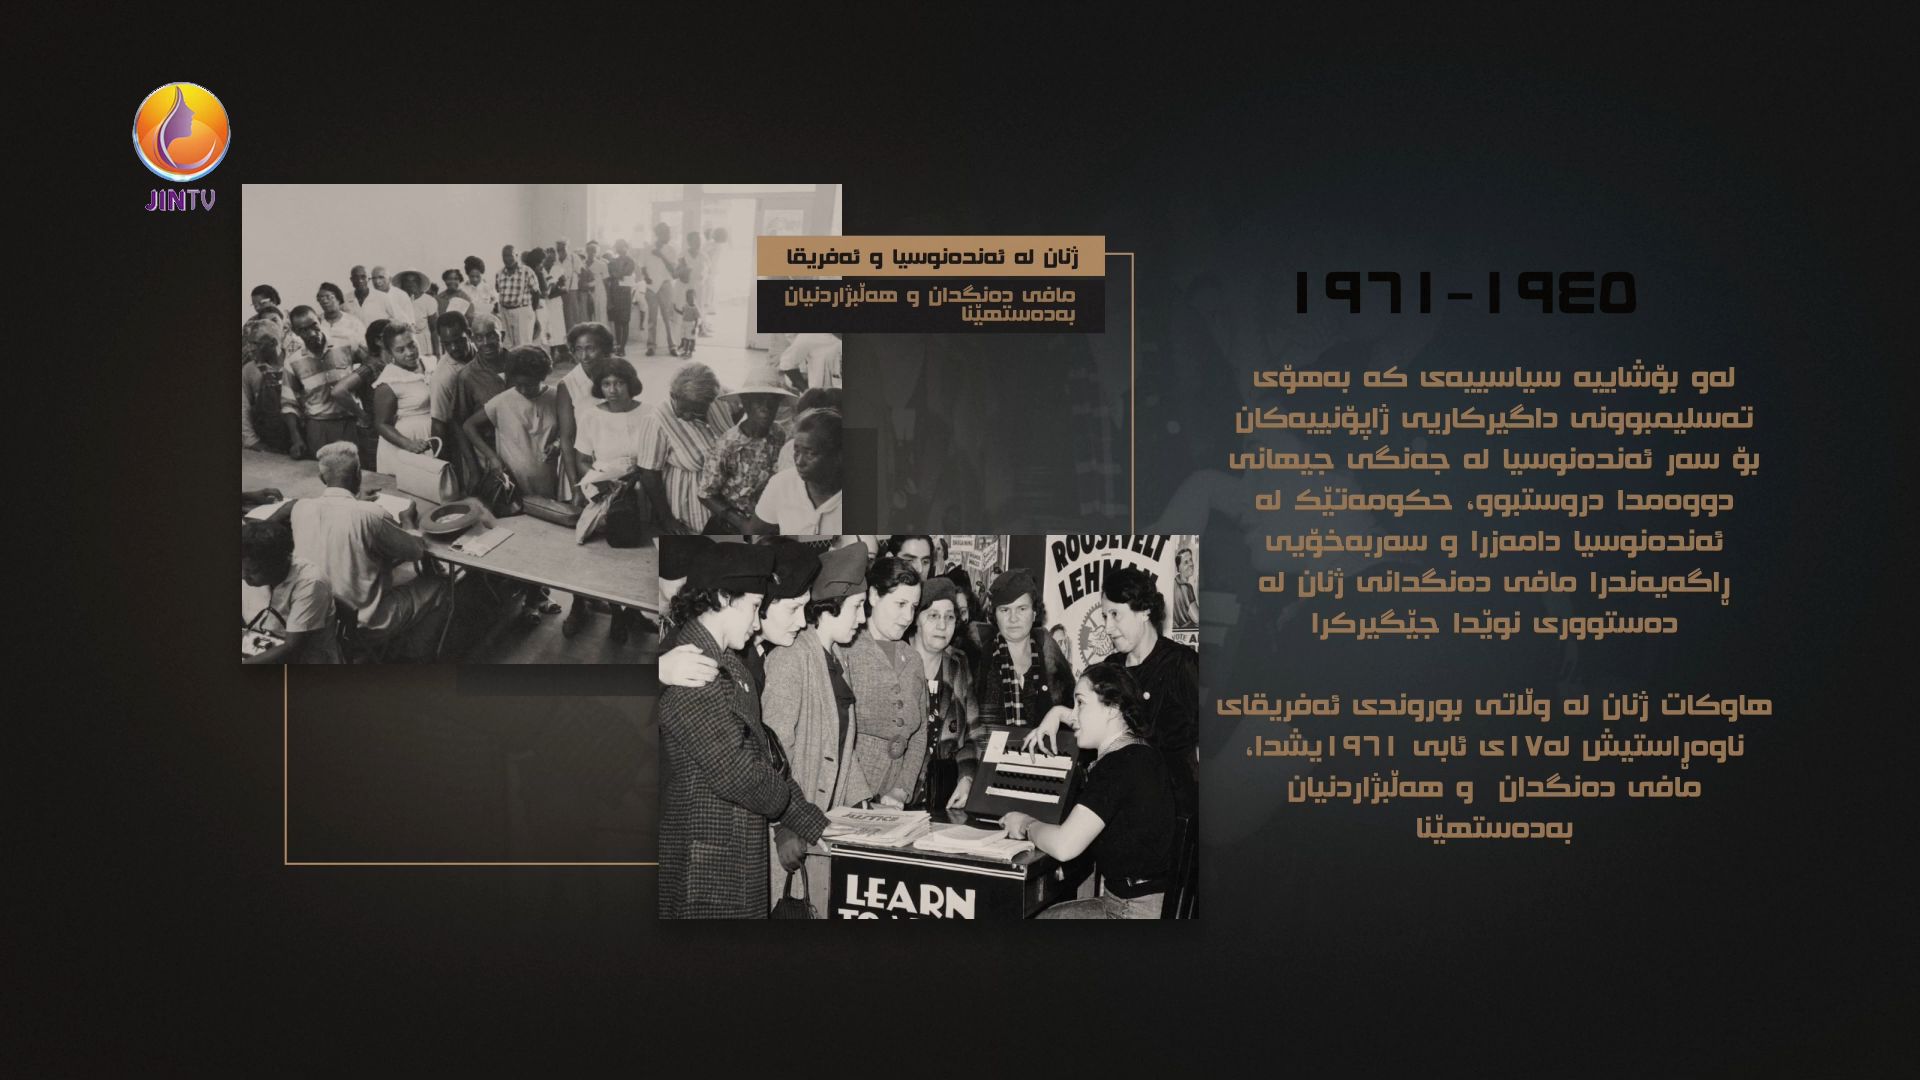 JINTV
ژنان لە ئەندەنوسیا و ئەفریقا
مافی دەنگدان و هەڵبژاردنیان
بەدەستهێنا
١٩٤٥-١٩٦١
لەو بۆشاییە سیاسییەی کە بەهۆی
تەسلیمبوونی داگیرکاریی ژاپۆنییەکان
بۆ سەر ئەندەنوسیا لە جەنگی جیهانی
دووەمدا دروستبوو، حکومەتێک لە
ئەندەنوسیا دامەزرا و سەربەخۆیی
ڕاگەیەندرا مافی دەنگدانی ژنان لە
دەستووری نوێدا جێگیرکرا
هاوکات ژنان لە وڵاتی بوروندی ئەفریقای
ناوەڕاستیش لە١٧ی ئابی ١٩٦١یشدا،
مافی دەنگدان و هەڵبژاردنیان
بەدەستهێنا
ROOSEVELT
LEHMAN
JUSTICE
LEARN